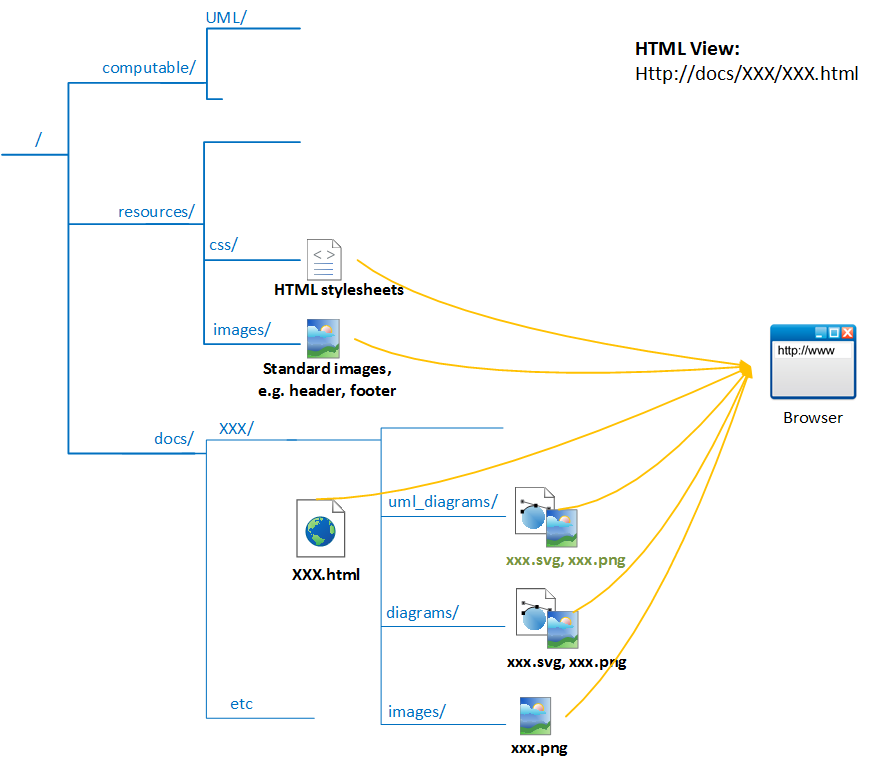 UML/
HTML View:
computable/
Http://docs/XXX/XXX.html
/
resources/
css/
HTML stylesheets
images/
http://www
Standard images,
e.g. header, footer
Browser
XXX/
docs/
uml_diagrams/
xxx.svg, xxx.png
XXX.html
diagrams/
xxx.svg, xxx.png
etc
images/
xxx.png